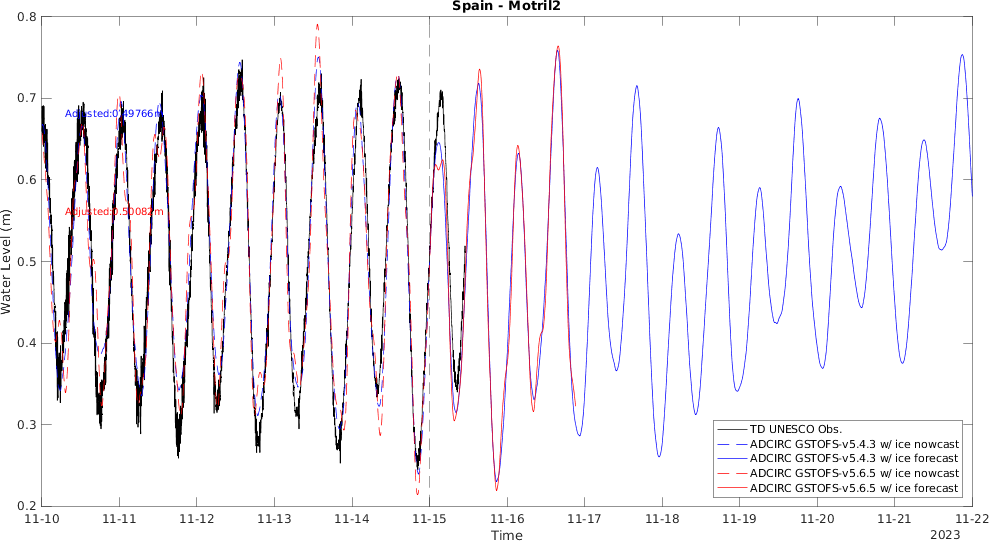 Spain - Motril2
0.8
0.7
0.6
0.5
0.4
0.3
0.2
Water Level (m)
Adjusted:0.49766m
Adjusted:0.50082m
TD UNESCO Obs.
ADCIRC GSTOFS-v5.4.3 w/ ice nowcast
ADCIRC GSTOFS-v5.4.3 w/ ice forecast
ADCIRC GSTOFS-v5.6.5 w/ ice nowcast
ADCIRC GSTOFS-v5.6.5 w/ ice forecast
11-10 11-11 11-12 11-13 11-14 11-15 11-16 11-17 11-18 11-19 11-20 11-21 11-22
Time
2023